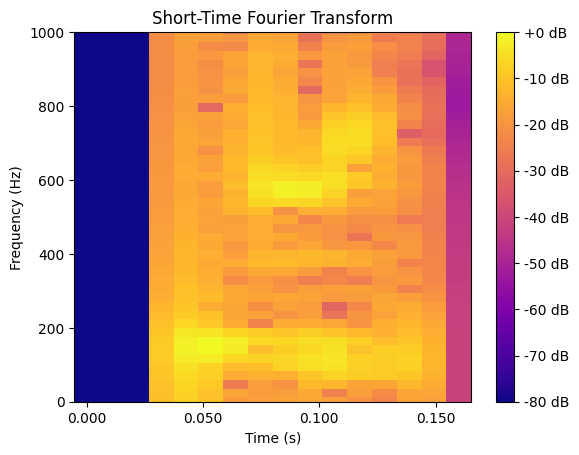 Short-Time Fourier Transform
1000
800
600
400
200
0
Frequency (Hz)
0.000
0.050
0.100
0.150
Time (s)
+0 dB
-10 dB
-20 dB
-30 dB
-40 dB
-50 dB
-60 dB
-70 dB
-80 dB